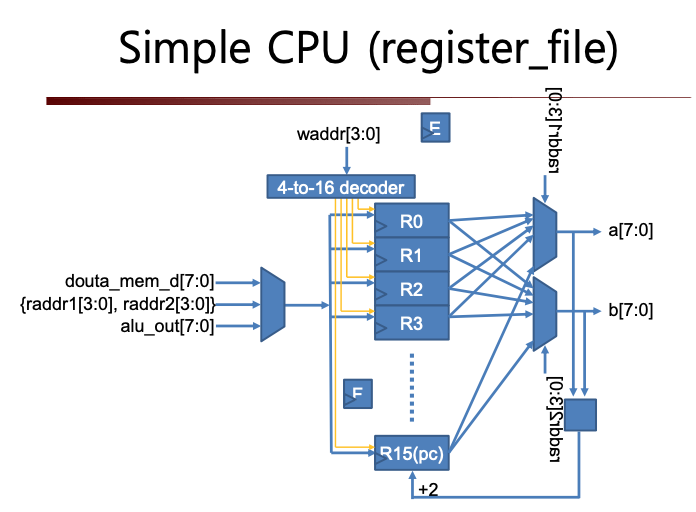 Simple CPU (register_file)
raddr1[3:0]
E
waddr[3:0]
4-to-16 decoder
R0
a[7:0]
R1
douta_mem_d[7:0]
R2
{raddr1[3:0], raddr2[3:0]}
b[7:0]
alu_out[7:0]
R3
F
raddr2[3:0]
R15(pc)
+2